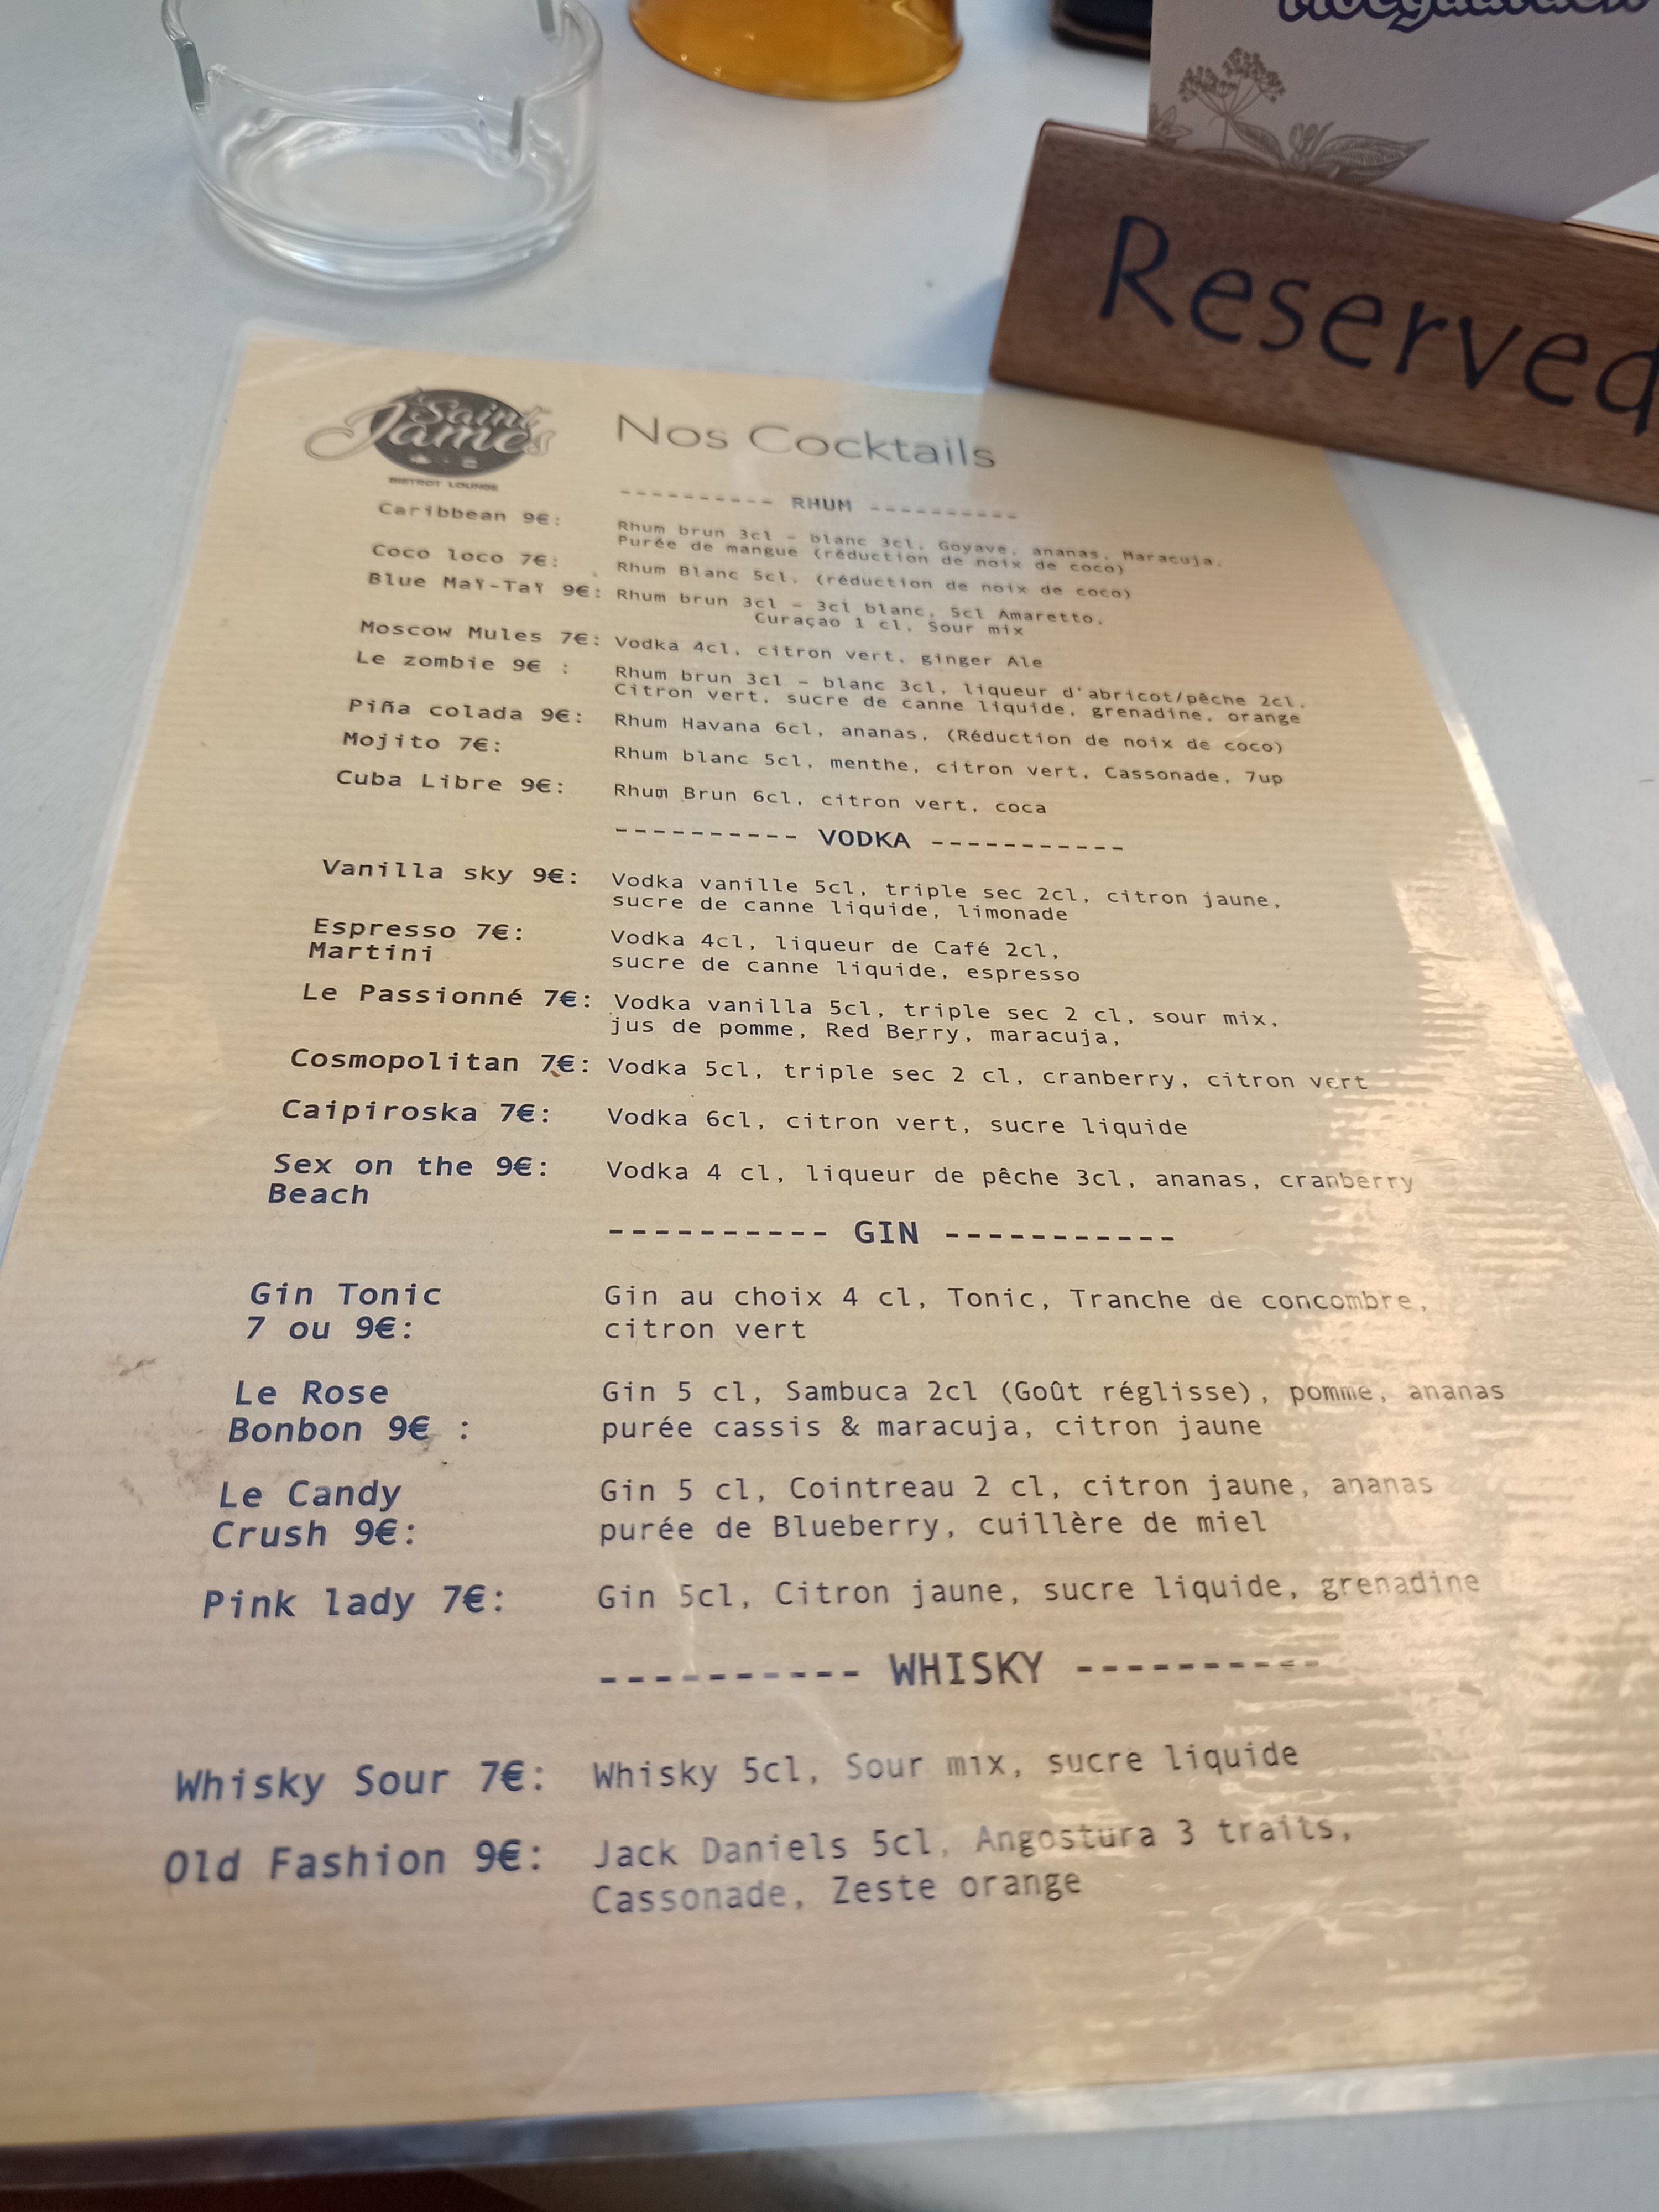 Reserved
Saint
James
BISTROT LOUNGE
Nos Cocktails
---------- RHUM ----------
Caribbean 9€: Rhum brun 3cl – blanc 3cl, Goyave, ananas, Maracuja,
Purée de mangue (réduction de noix de coco)
Coco loco 7€: Rhum Blanc 5cl, (réduction de noix de coco)
Blue MaŸ-TaŸ 9€: Rhum brun 3cl – 3cl blanc, 5cl Amaretto,
Curaçao 1 cl, Sour mix
Moscow Mules 7€: Vodka 4cl, citron vert, ginger Ale
Le zombie 9€ : Rhum brun 3cl – blanc 3cl, liqueur d'abricot/pêche 2cl,
Citron vert, sucre de canne liquide, grenadine, orange
Piña colada 9€: Rhum Havana 6cl, ananas, (Réduction de noix de coco)
Mojito 7€: Rhum blanc 5cl, menthe, citron vert, Cassonade, 7up
Cuba Libre 9€: Rhum Brun 6cl, citron vert, coca
---------- VODKA -----------
Vanilla sky 9€: Vodka vanille 5cl, triple sec 2cl, citron jaune,
sucre de canne liquide, limonade
Espresso 7€: Vodka 4cl, liqueur de Café 2cl,
Martini sucre de canne liquide, espresso
Le Passionné 7€: Vodka vanilla 5cl, triple sec 2 cl, sour mix,
jus de pomme, Red Berry, maracuja,
Cosmopolitan 7€: Vodka 5cl, triple sec 2 cl, cranberry, citron vert
Caipiroska 7€: Vodka 6cl, citron vert, sucre liquide
Sex on the 9€: Vodka 4 cl, liqueur de pêche 3cl, ananas, cranberry
Beach
---------- GIN -----------
Gin Tonic Gin au choix 4 cl, Tonic, Tranche de concombre,
7 ou 9€: citron vert
Le Rose Gin 5 cl, Sambuca 2cl (Goût réglisse), pomme, ananas
Bonbon 9€ : purée cassis & maracuja, citron jaune
Le Candy Gin 5 cl, Cointreau 2 cl, citron jaune, ananas
Crush 9€: purée de Blueberry, cuillère de miel
Pink lady 7€: Gin 5cl, Citron jaune, sucre liquide, grenadine
---------- WHISKY ----------
Whisky Sour 7€: Whisky 5cl, Sour mix, sucre liquide
Old Fashion 9€: Jack Daniels 5cl, Angostura 3 traits,
Cassonade, Zeste orange